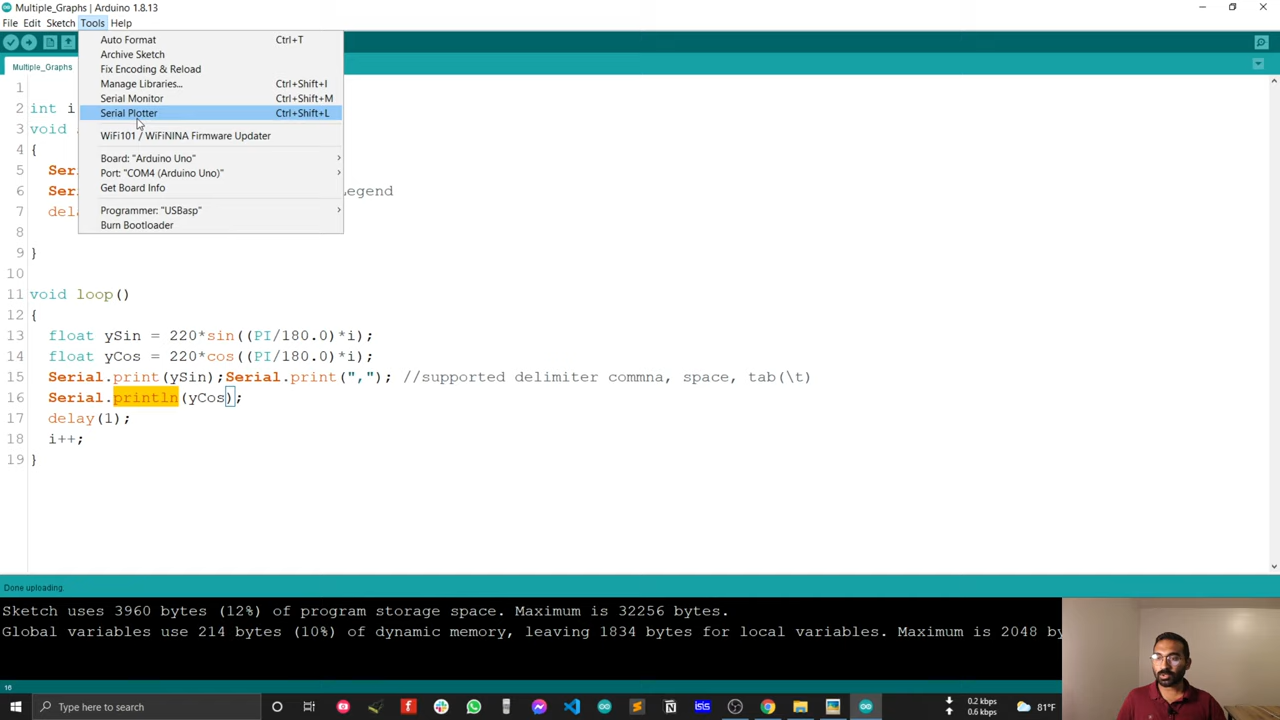 Multiple_Graphs | Arduino 1.8.13
File Edit Sketch Tools Help
Auto Format Ctrl+T
Archive Sketch
Fix Encoding & Reload
Manage Libraries... Ctrl+Shift+I
Serial Monitor Ctrl+Shift+M
Serial Plotter Ctrl+Shift+L
WiFi101 / WiFiNINA Firmware Updater
Board: "Arduino Uno"
Port: "COM4 (Arduino Uno)"
Get Board Info
Programmer: "USBasp"
Burn Bootloader
Multiple_Graphs
1
2 int i
3 void
4 {
5 Ser
6 Ser Legend
7 del
8
9 }
10
11 void loop()
12 {
13 float ySin = 220*sin((PI/180.0)*i);
14 float yCos = 220*cos((PI/180.0)*i);
15 Serial.print(ySin);Serial.print(","); //supported delimiter commna, space, tab(\t)
16 Serial.println(yCos);
17 delay(1);
18 i++;
19 }
Done uploading.
Sketch uses 3960 bytes (12%) of program storage space. Maximum is 32256 bytes.
Global variables use 214 bytes (10%) of dynamic memory, leaving 1834 bytes for local variables. Maximum is 2048 by
16
Type here to search
0.2 kbps
0.6 kbps
81°F